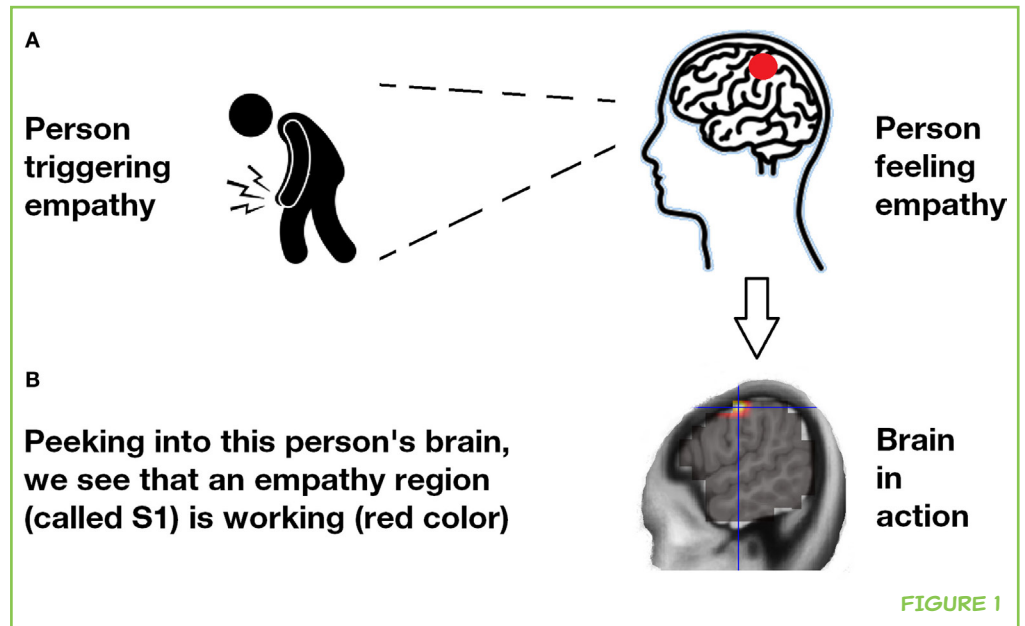 A
Person
triggering
empathy
Person
feeling
empathy
B
Peeking into this person's brain,
we see that an empathy region
(called S1) is working (red color)
Brain
in
action
FIGURE 1